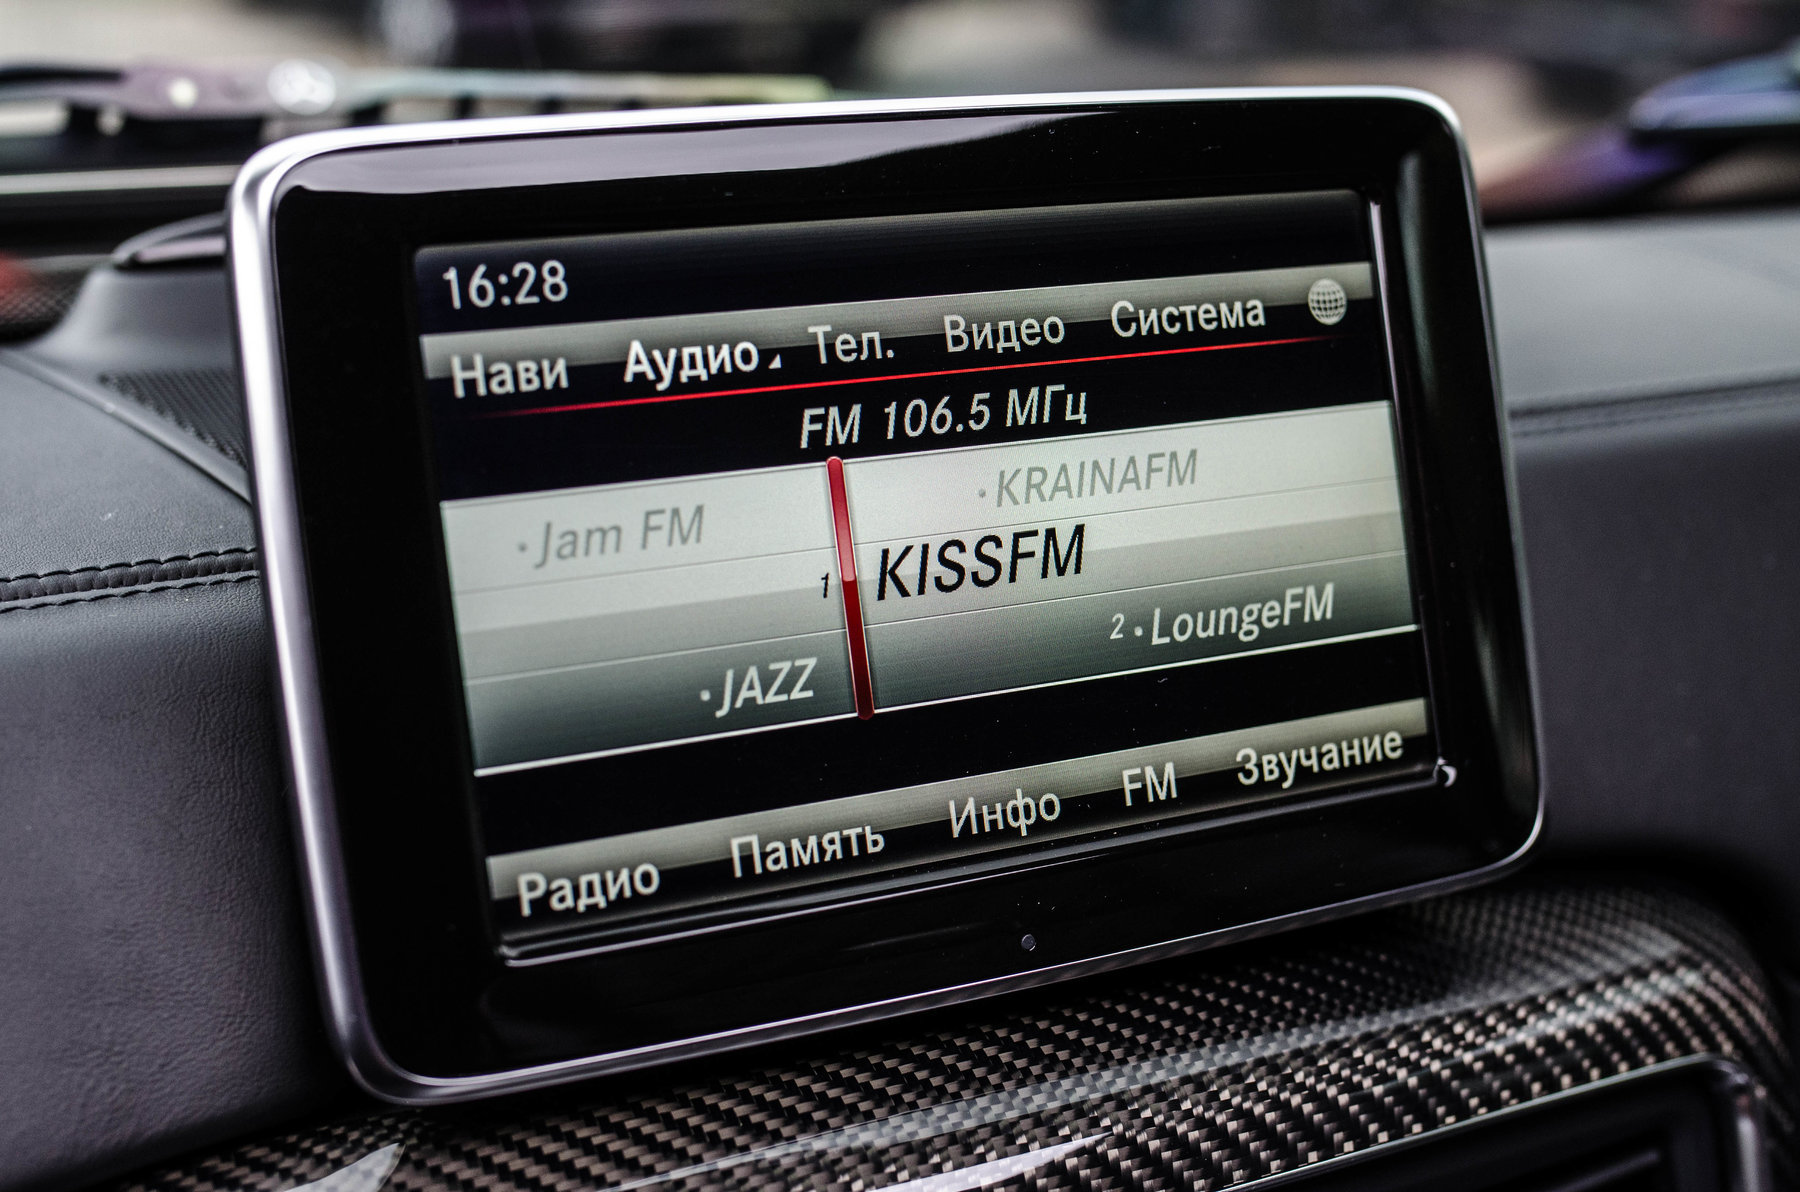 16:28
Нави Аудио Тел. Видео Система
FM 106.5 МГц
· KRAINAFM
· Jam FM
1 KISSFM
2 · LoungeFM
· JAZZ
Радио Память Инфо FM Звучание